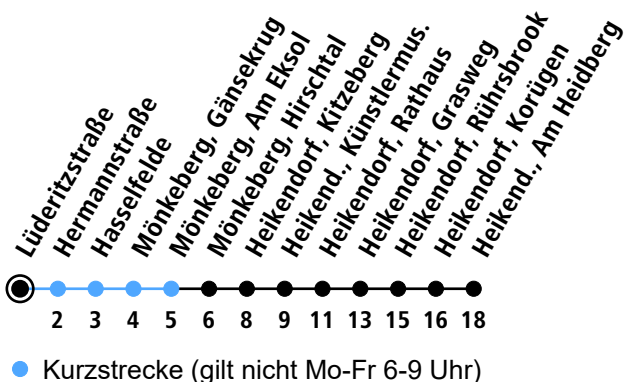 Lüderitzstraße
Hermannstraße
Hasselfelde
Mönkeberg, Gänsekrug
Mönkeberg, Am Eksol
Mönkeberg, Hirschtal
Heikendorf, Kitzeberg
Heikend., Künstlermus.
Heikendorf, Rathaus
Heikendorf, Grasweg
Heikendorf, Rührsbrook
Heikendorf, Korügen
Heikend., Am Heidberg
2 3 4 5 6 8 9 11 13 15 16 18
Kurzstrecke (gilt nicht Mo-Fr 6-9 Uhr)